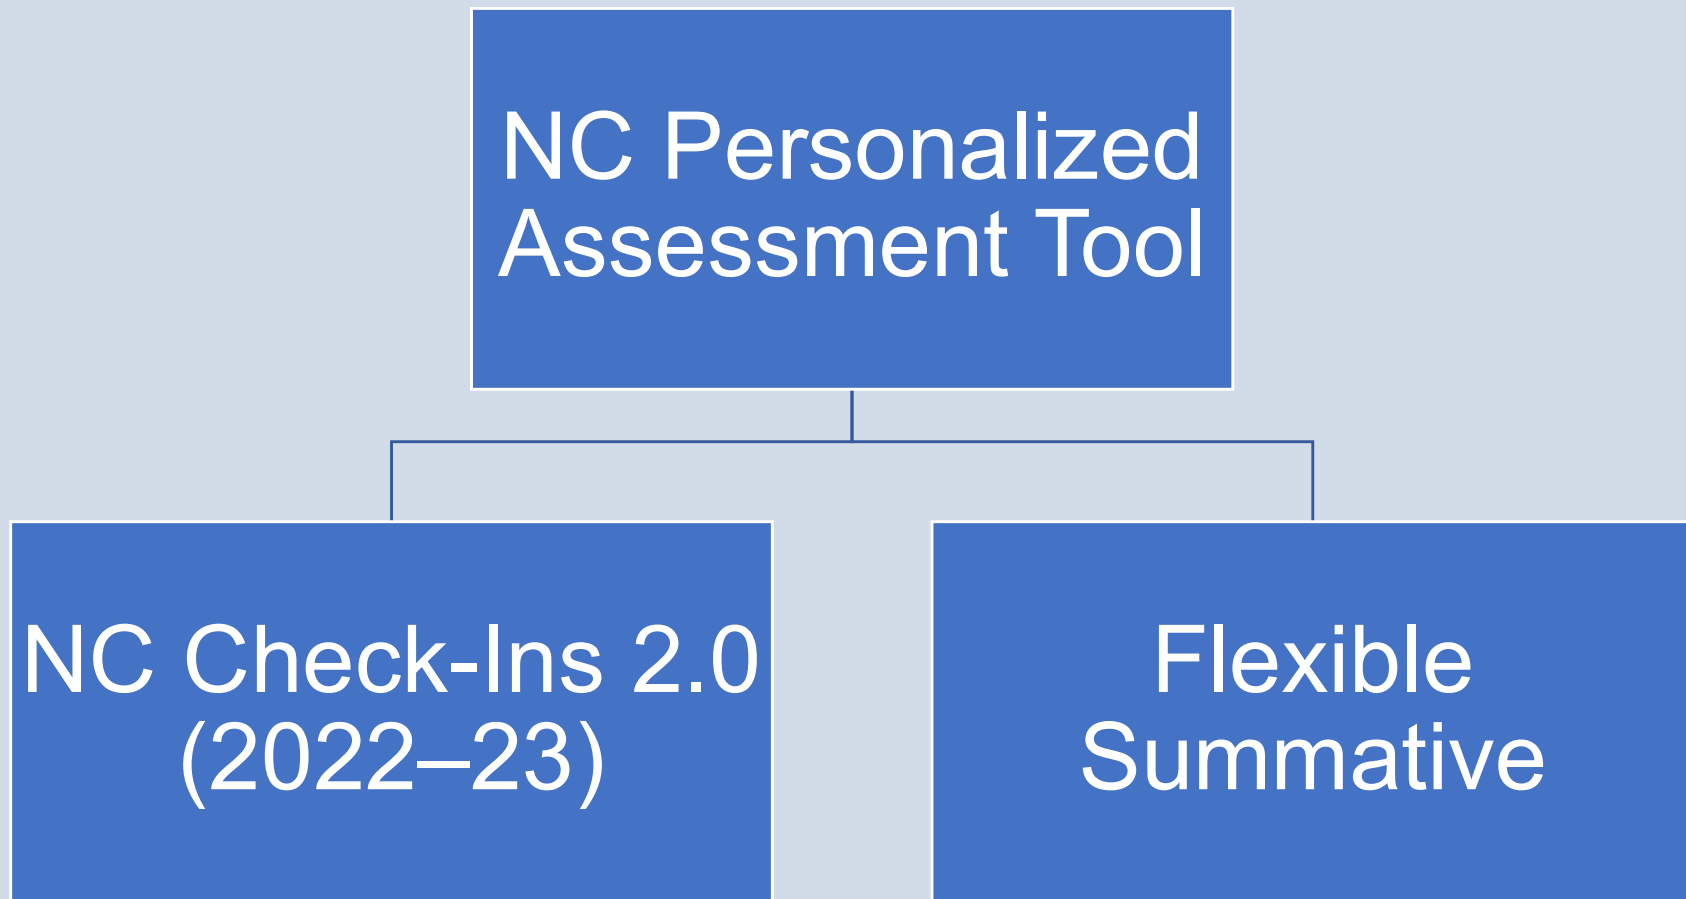 NC Personalized
Assessment Tool
NC Check-Ins 2.0
(2022–23)
Flexible
Summative